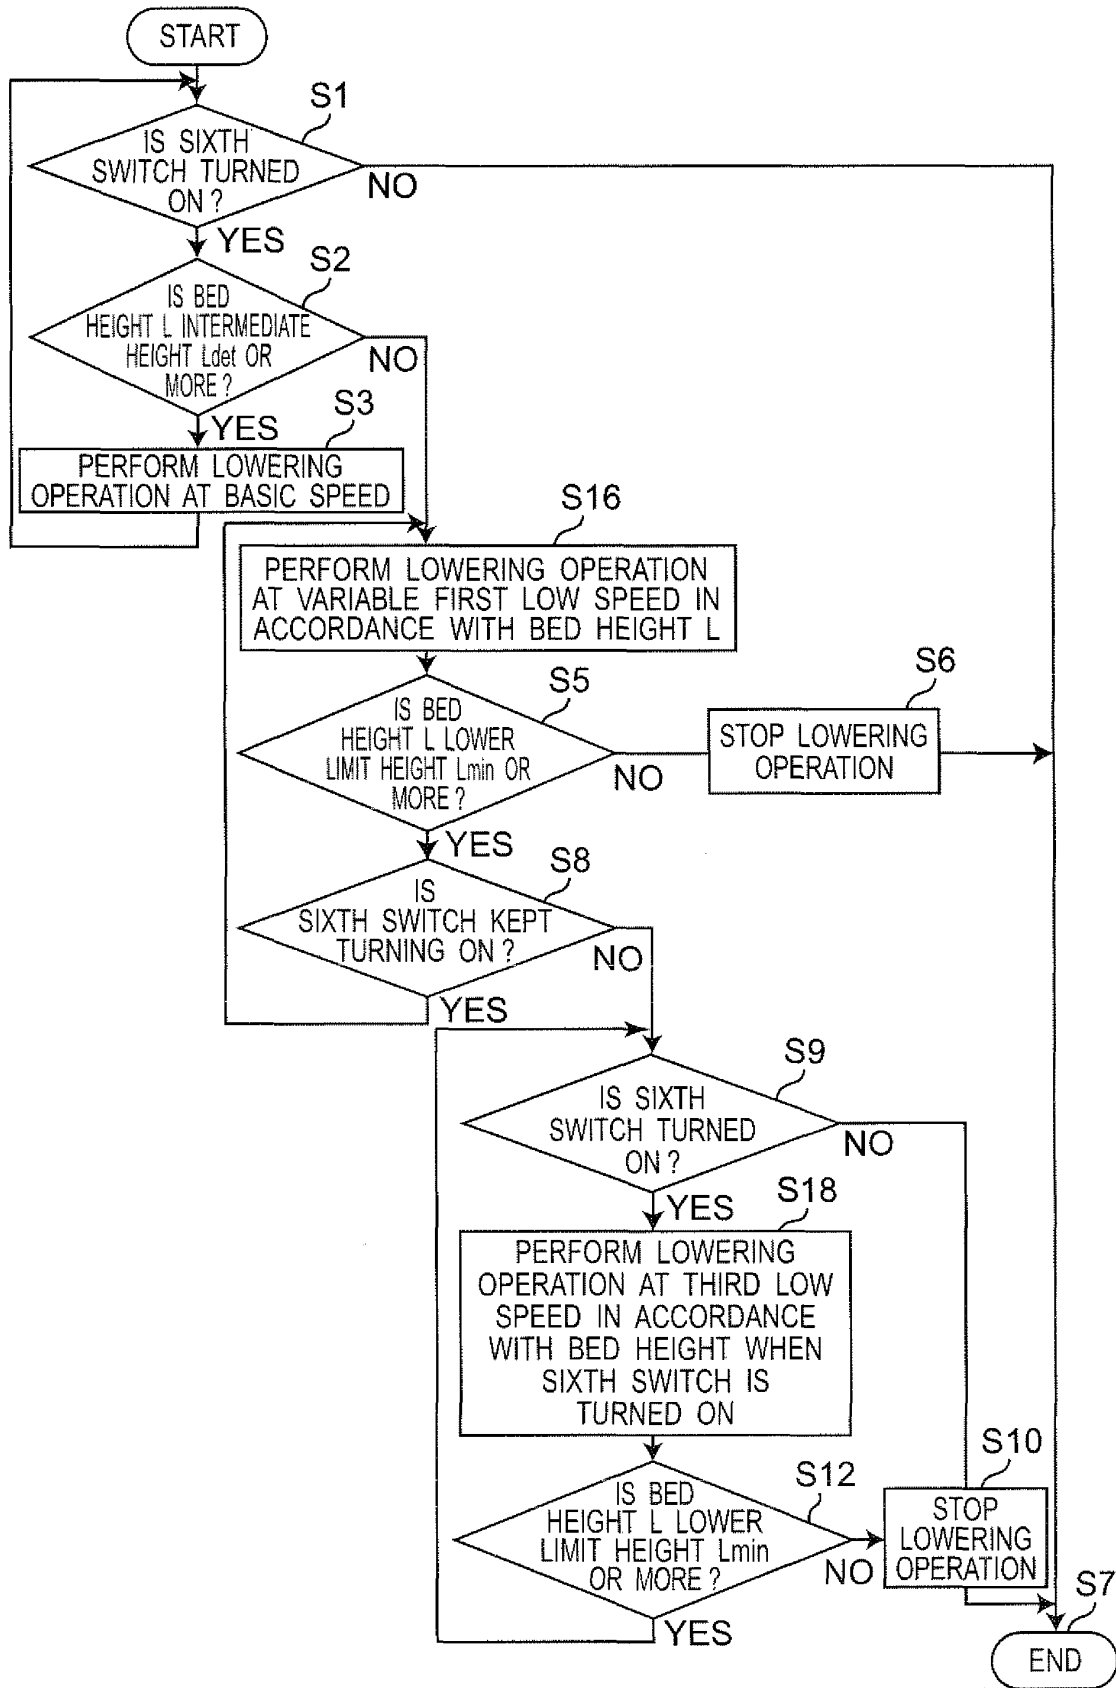 START
S1
IS SIXTH
SWITCH TURNED
ON ?
NO
YES
S2
IS BED
HEIGHT L INTERMEDIATE
HEIGHT Ldet OR
MORE ?
NO
YES
S3
PERFORM LOWERING
OPERATION AT BASIC SPEED
S16
PERFORM LOWERING OPERATION
AT VARIABLE FIRST LOW SPEED IN
ACCORDANCE WITH BED HEIGHT L
S5
IS BED
HEIGHT L LOWER
LIMIT HEIGHT Lmin OR
MORE ?
NO
S6
STOP LOWERING
OPERATION
YES
S8
IS
SIXTH SWITCH KEPT
TURNING ON ?
NO
YES
S9
IS SIXTH
SWITCH TURNED
ON ?
NO
YES
S18
PERFORM LOWERING
OPERATION AT THIRD LOW
SPEED IN ACCORDANCE
WITH BED HEIGHT WHEN
SIXTH SWITCH IS
TURNED ON
S12
IS BED
HEIGHT L LOWER
LIMIT HEIGHT Lmin
OR MORE ?
NO
YES
S10
STOP
LOWERING
OPERATION
S7
END